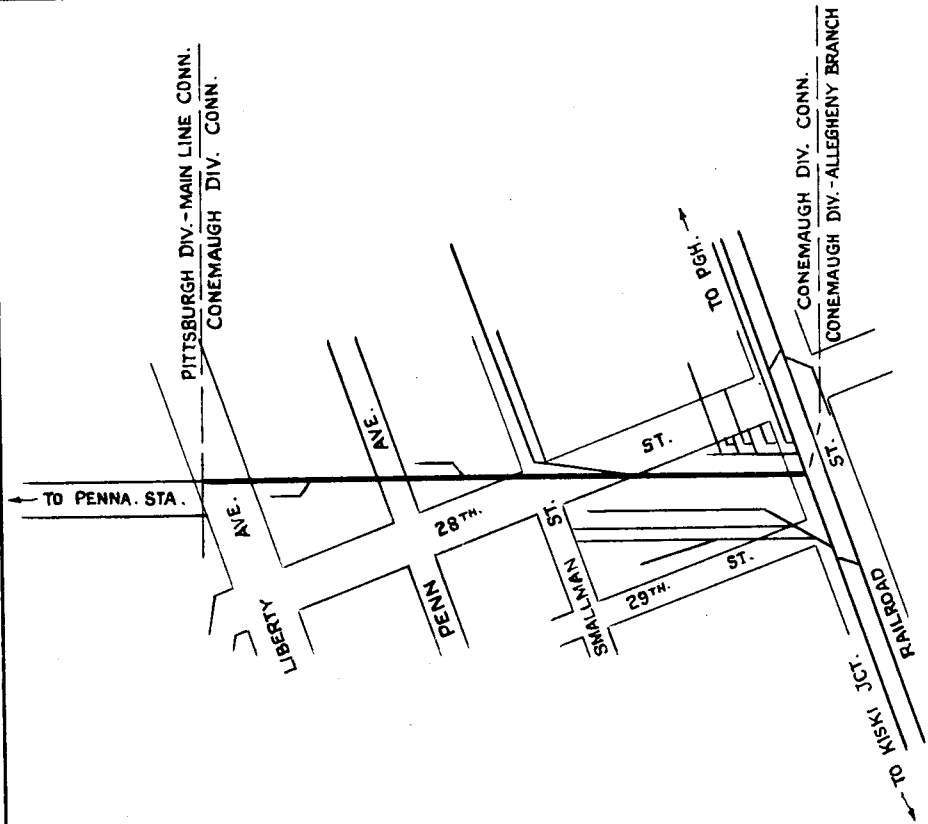 PITTSBURGH DIV.-MAIN LINE CONN.
CONEMAUGH DIV. CONN.
CONEMAUGH DIV. CONN.
CONEMAUGH DIV.-ALLEGHENY BRANCH
TO PGH.
TO PENNA. STA.
LIBERTY AVE.
PENN AVE.
28TH. ST.
SMALLMAN ST.
29TH. ST.
RAILROAD ST.
TO KISKI JCT.